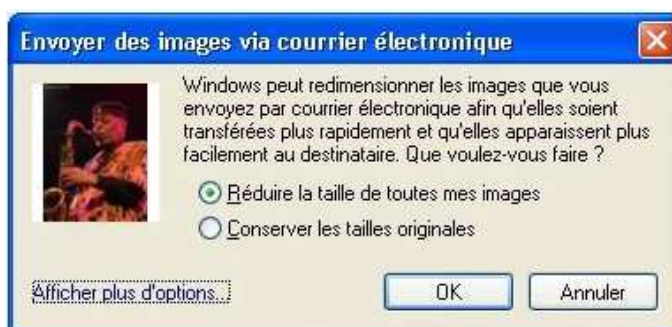 Envoyer des images via courrier électronique
Windows peut redimensionner les images que vous
envoyez par courrier électronique afin qu'elles soient
transférées plus rapidement et qu'elles apparaissent plus
facilement au destinataire. Que voulez-vous faire ?
Réduire la taille de toutes mes images
Conserver les tailles originales
Afficher plus d'options...
OK
Annuler